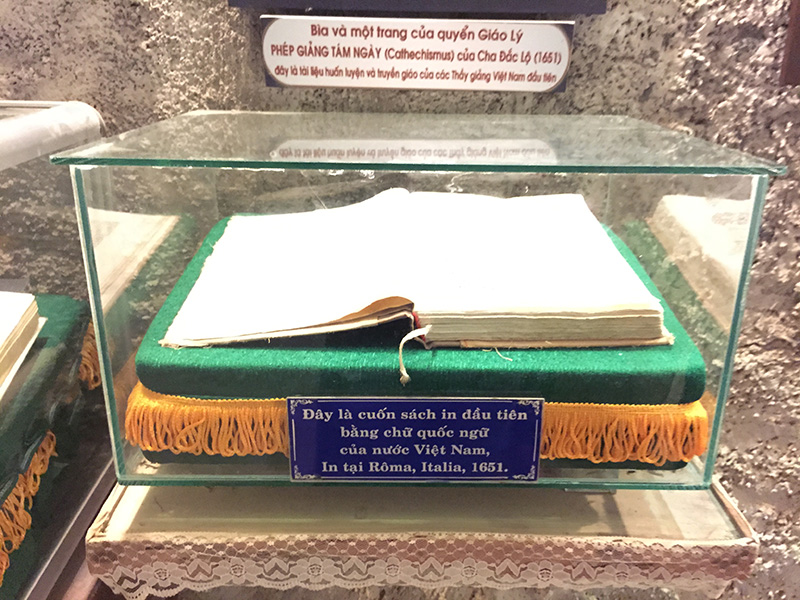 Bìa và một trang của quyển Giáo Lý
PHÉP GIẢNG TÁM NGÀY (Cathechismus) của Cha Đắc Lộ (1651)
đây là tài liệu huấn luyện và truyền giáo của các Thầy giảng Việt Nam đầu tiên
Đây là cuốn sách in đầu tiên
bằng chữ quốc ngữ
của nước Việt Nam,
In tại Rôma, Italia, 1651.